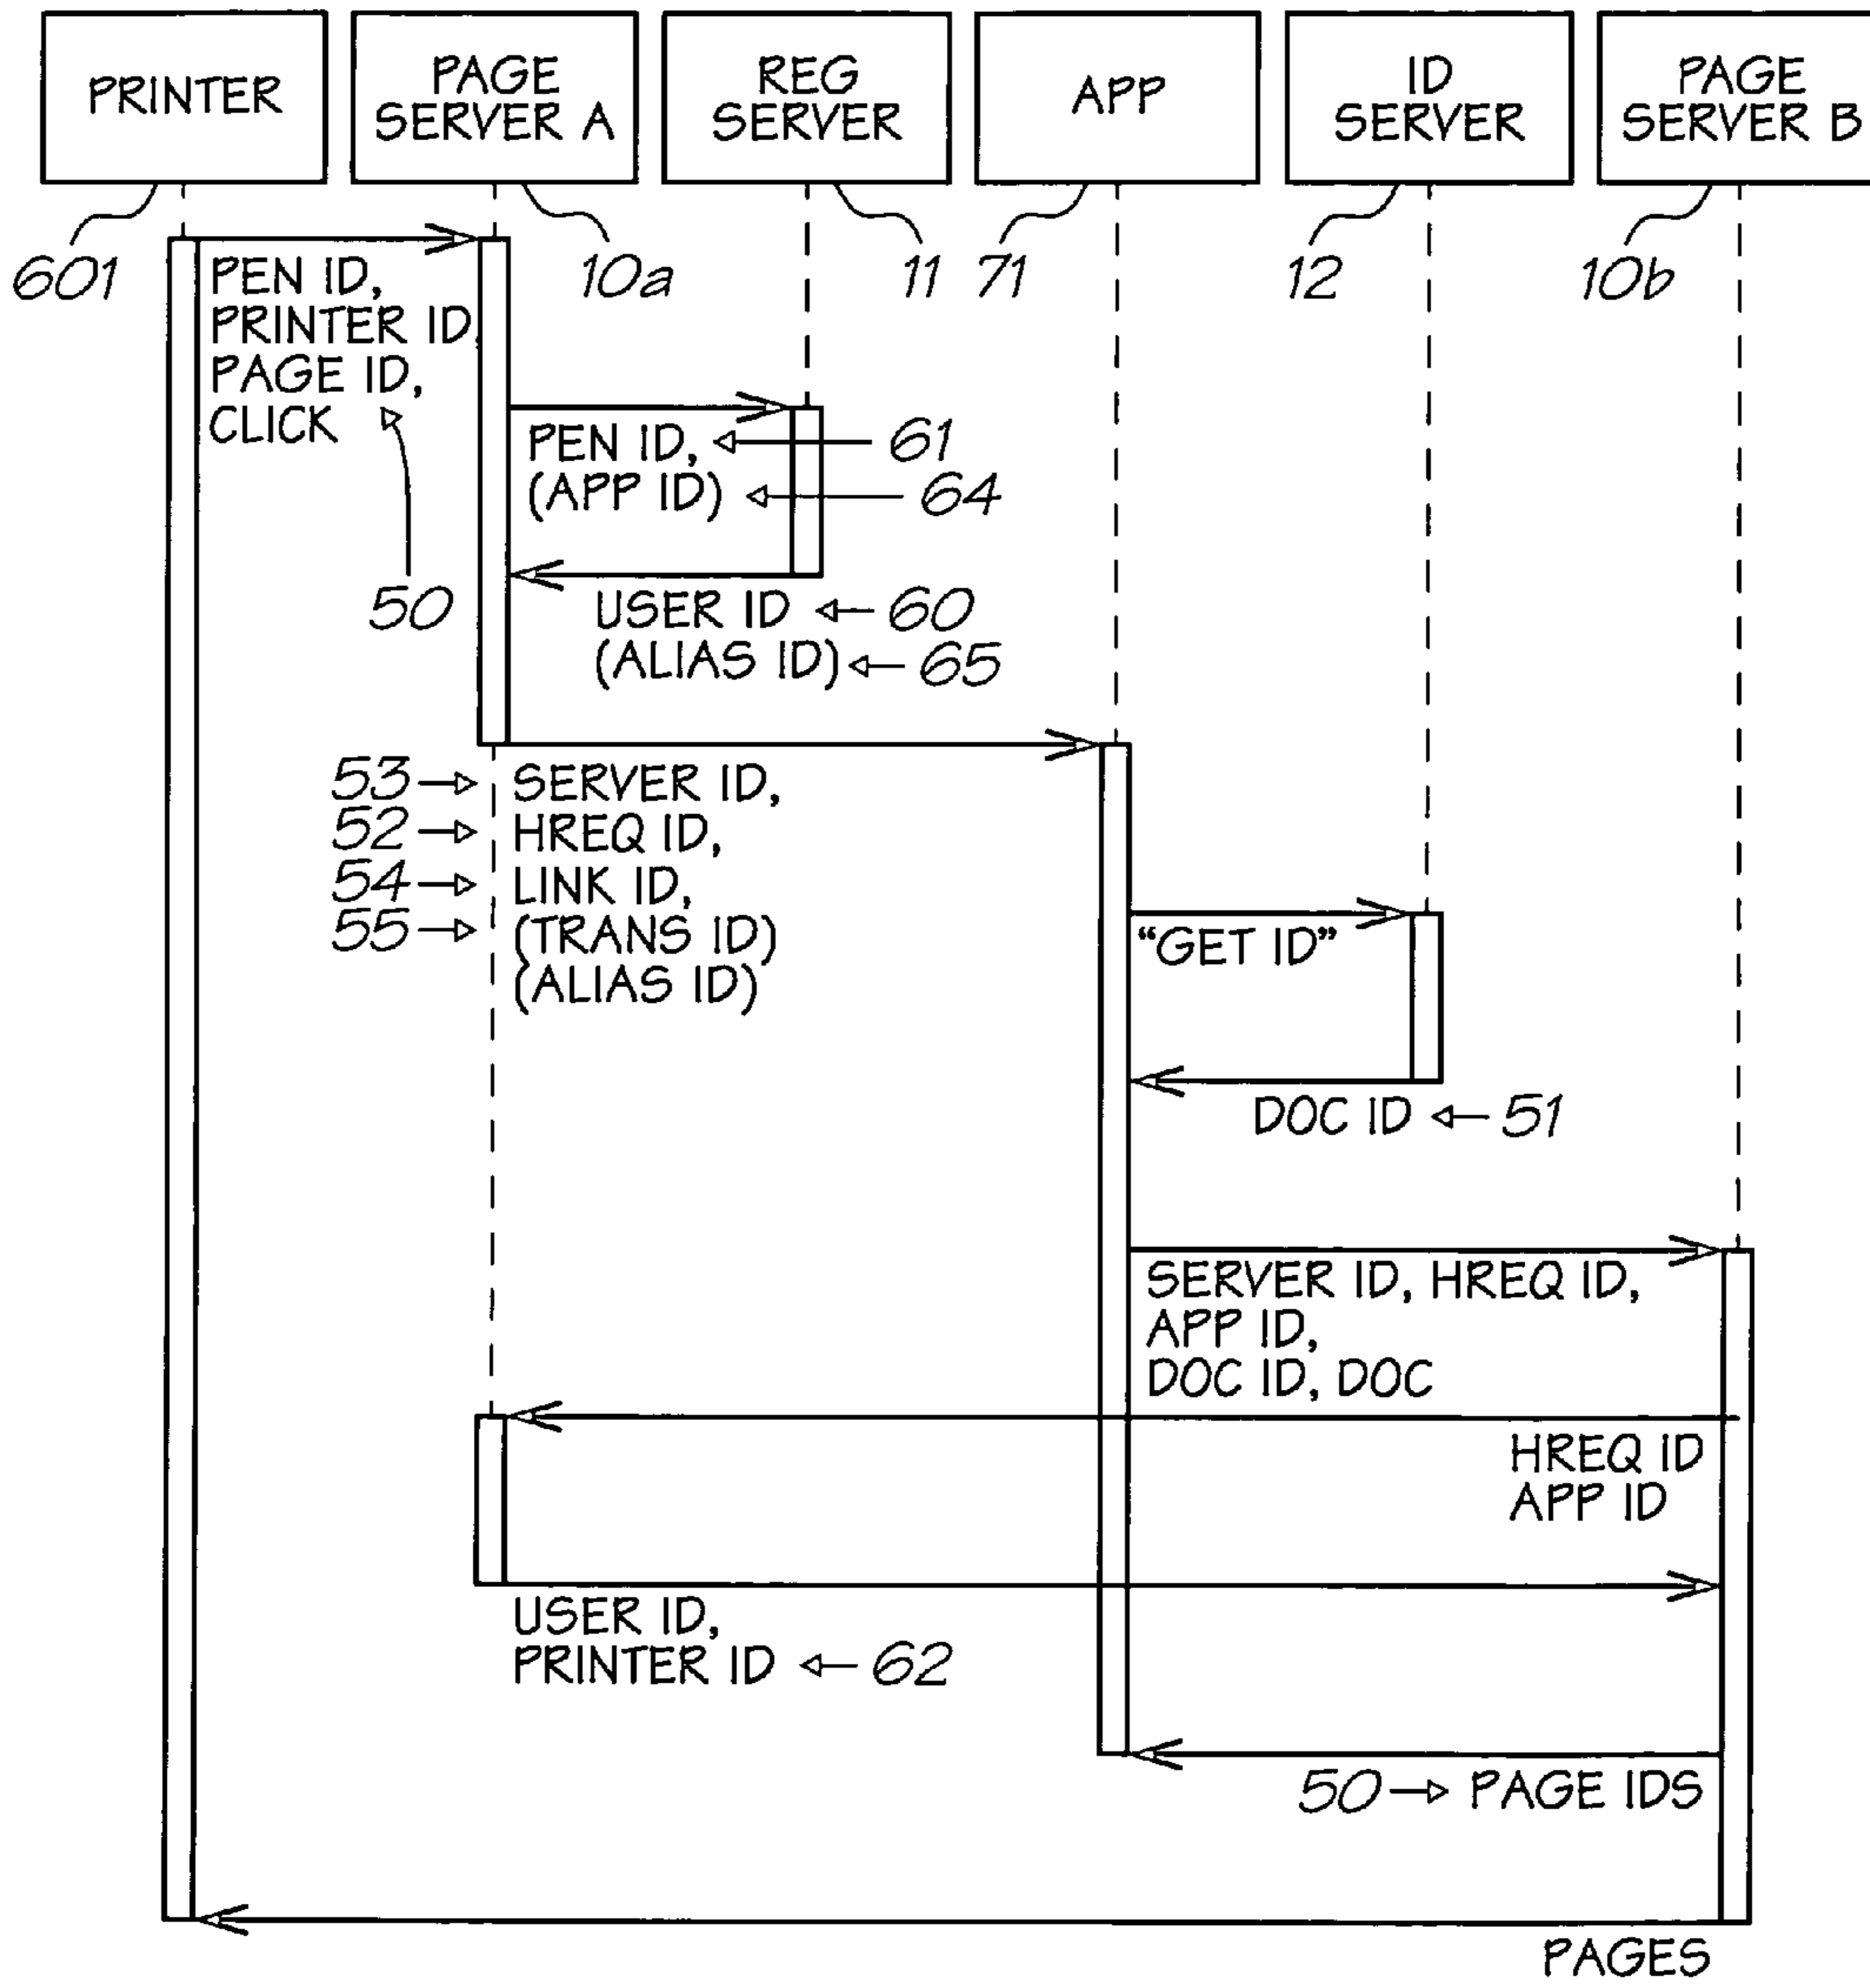 PRINTER
PAGE
SERVER A
REG
SERVER
APP
ID
SERVER
PAGE
SERVER B
601
10a
11
71
12
10b
PEN ID,
PRINTER ID
PAGE ID,
CLICK
50
PEN ID,
61
(APP ID)
64
USER ID
60
(ALIAS ID)
65
53
SERVER ID,
52
HREQ ID,
54
LINK ID,
55
(TRANS ID)
(ALIAS ID)
“GET ID”
DOC ID
51
SERVER ID, HREQ ID,
APP ID,
DOC ID, DOC
HREQ ID
APP ID
USER ID,
PRINTER ID
62
50
PAGE IDS
PAGES